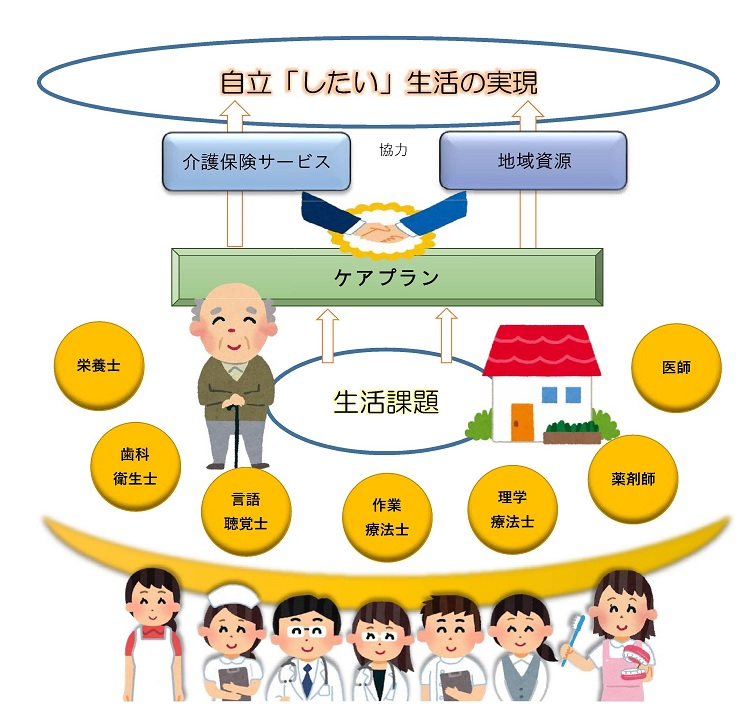 自立「したい」生活の実現
介護保険サービス
協力
地域資源
ケアプラン
生活課題
栄養士
歯科
衛生士
言語
聴覚士
作業
療法士
理学
療法士
薬剤師
医師